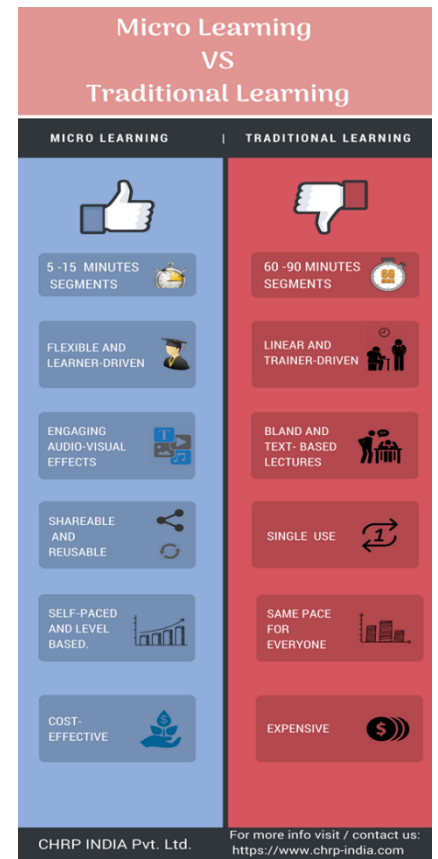 Micro Learning
VS
Traditional Learning
MICRO LEARNING | TRADITIONAL LEARNING
5 -15 MINUTES
SEGMENTS
60 -90 MINUTES
SEGMENTS
60
FLEXIBLE AND
LEARNER-DRIVEN
LINEAR AND
TRAINER-DRIVEN
ENGAGING
AUDIO-VISUAL
EFFECTS
T
BLAND AND
TEXT- BASED
LECTURES
SHAREABLE
AND
REUSABLE
SINGLE USE
1
SELF-PACED
AND LEVEL
BASED.
SAME PACE
FOR
EVERYONE
COST-
EFFECTIVE
$
EXPENSIVE
$
CHRP INDIA Pvt. Ltd.
For more info visit / contact us:
https://www.chrp-india.com